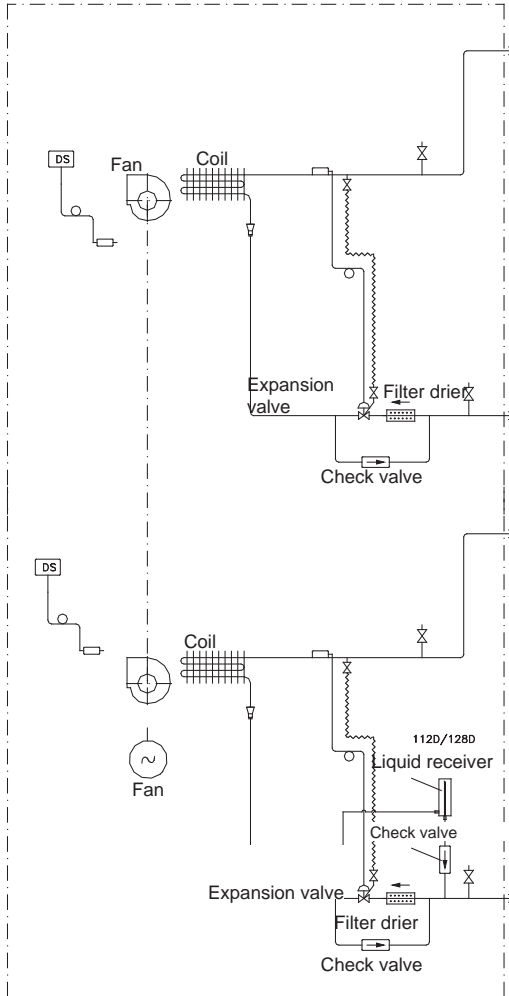 DS
Fan
Coil
Expansion
valve
Filter drier
Check valve
DS
Coil
112D/128D
Liquid receiver
Fan
Check valve
Expansion valve
Filter drier
Check valve